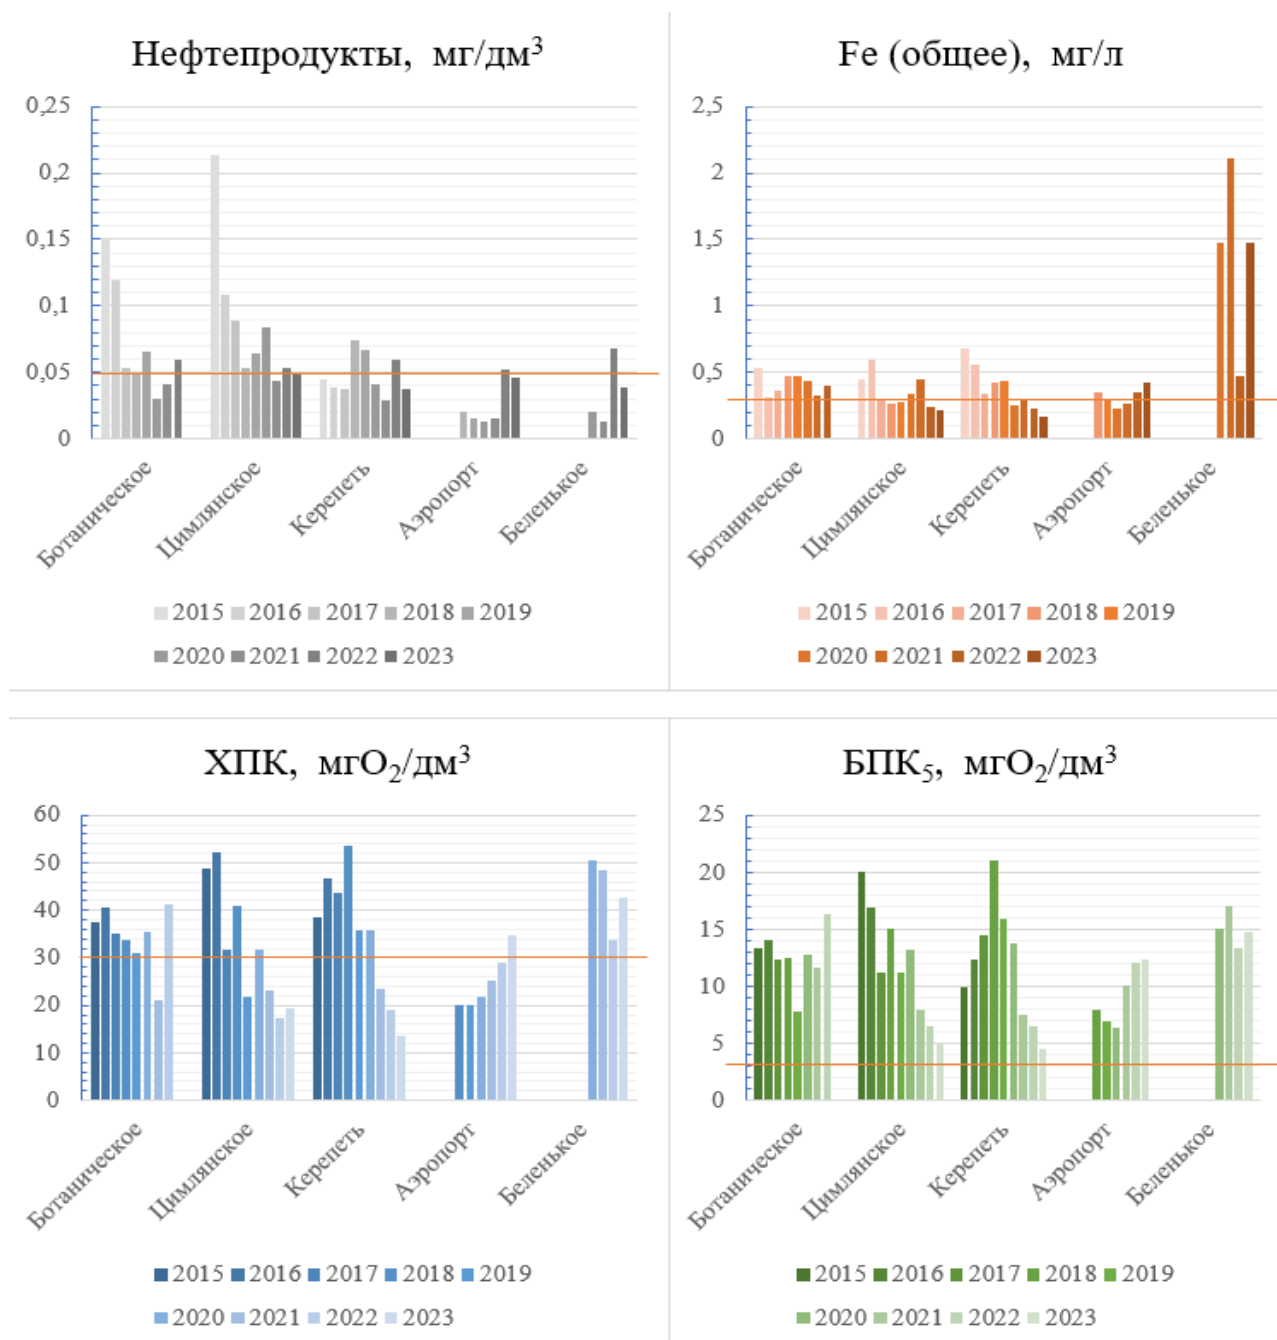 Нефтепродукты, мг/дм³
0,25
0,2
0,15
0,1
0,05
0
Ботаническое
Цимлянское
Керепеть
Аэропорт
Беленькое
2015 2016 2017 2018 2019
2020 2021 2022 2023
Fe (общее), мг/л
2,5
2
1,5
1
0,5
0
Ботаническое
Цимлянское
Керепеть
Аэропорт
Беленькое
2015 2016 2017 2018 2019
2020 2021 2022 2023
ХПК, мгО₂/дм³
60
50
40
30
20
10
0
Ботаническое
Цимлянское
Керепеть
Аэропорт
Беленькое
2015 2016 2017 2018 2019
2020 2021 2022 2023
БПК₅, мгО₂/дм³
25
20
15
10
5
0
Ботаническое
Цимлянское
Керепеть
Аэропорт
Беленькое
2015 2016 2017 2018 2019
2020 2021 2022 2023